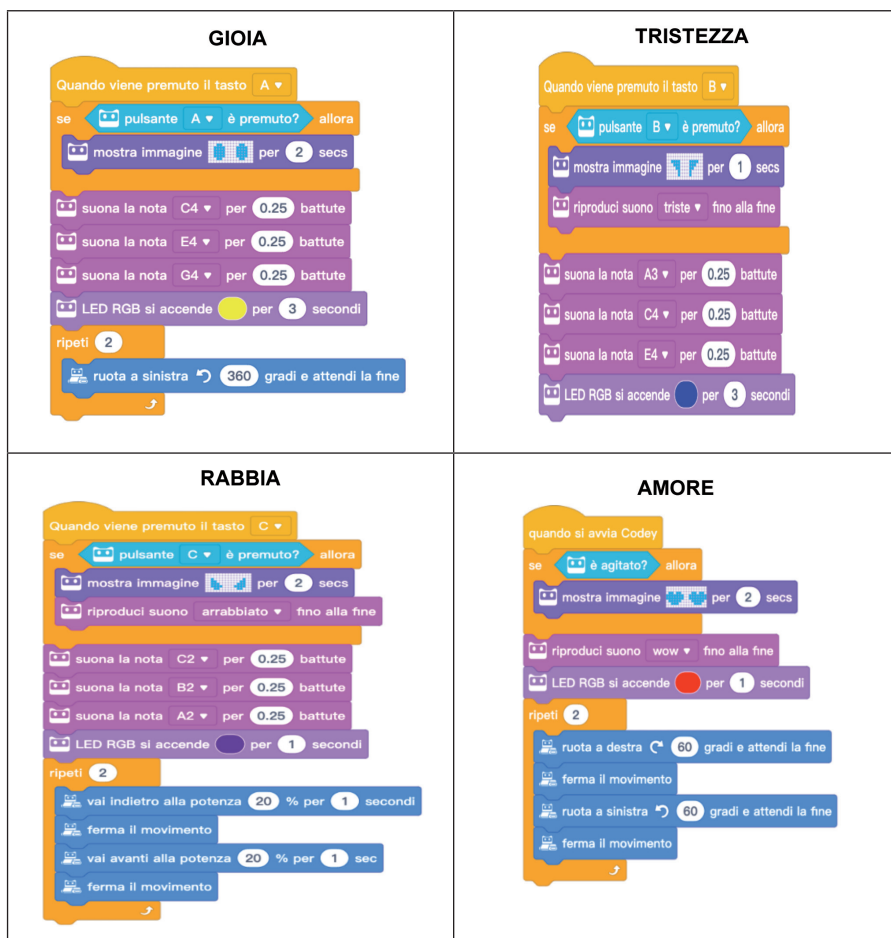 GIOIA
Quando viene premuto il tasto A
se pulsante A è premuto? allora
mostra immagine per 2 secs
suona la nota C4 per 0.25 battute
suona la nota E4 per 0.25 battute
suona la nota G4 per 0.25 battute
LED RGB si accende per 3 secondi
ripeti 2
ruota a sinistra 360 gradi e attendi la fine
TRISTEZZA
Quando viene premuto il tasto B
se pulsante B è premuto? allora
mostra immagine per 1 secs
riproduci suono triste fino alla fine
suona la nota A3 per 0.25 battute
suona la nota C4 per 0.25 battute
suona la nota E4 per 0.25 battute
LED RGB si accende per 3 secondi
RABBIA
Quando viene premuto il tasto C
se pulsante C è premuto? allora
mostra immagine per 2 secs
riproduci suono arrabbiato fino alla fine
suona la nota C2 per 0.25 battute
suona la nota B2 per 0.25 battute
suona la nota A2 per 0.25 battute
LED RGB si accende per 1 secondi
ripeti 2
vai indietro alla potenza 20 % per 1 secondi
ferma il movimento
vai avanti alla potenza 20 % per 1 sec
ferma il movimento
AMORE
quando si avvia Codey
se è agitato? allora
mostra immagine per 2 secs
riproduci suono wow fino alla fine
LED RGB si accende per 1 secondi
ripeti 2
ruota a destra 60 gradi e attendi la fine
ferma il movimento
ruota a sinistra 60 gradi e attendi la fine
ferma il movimento